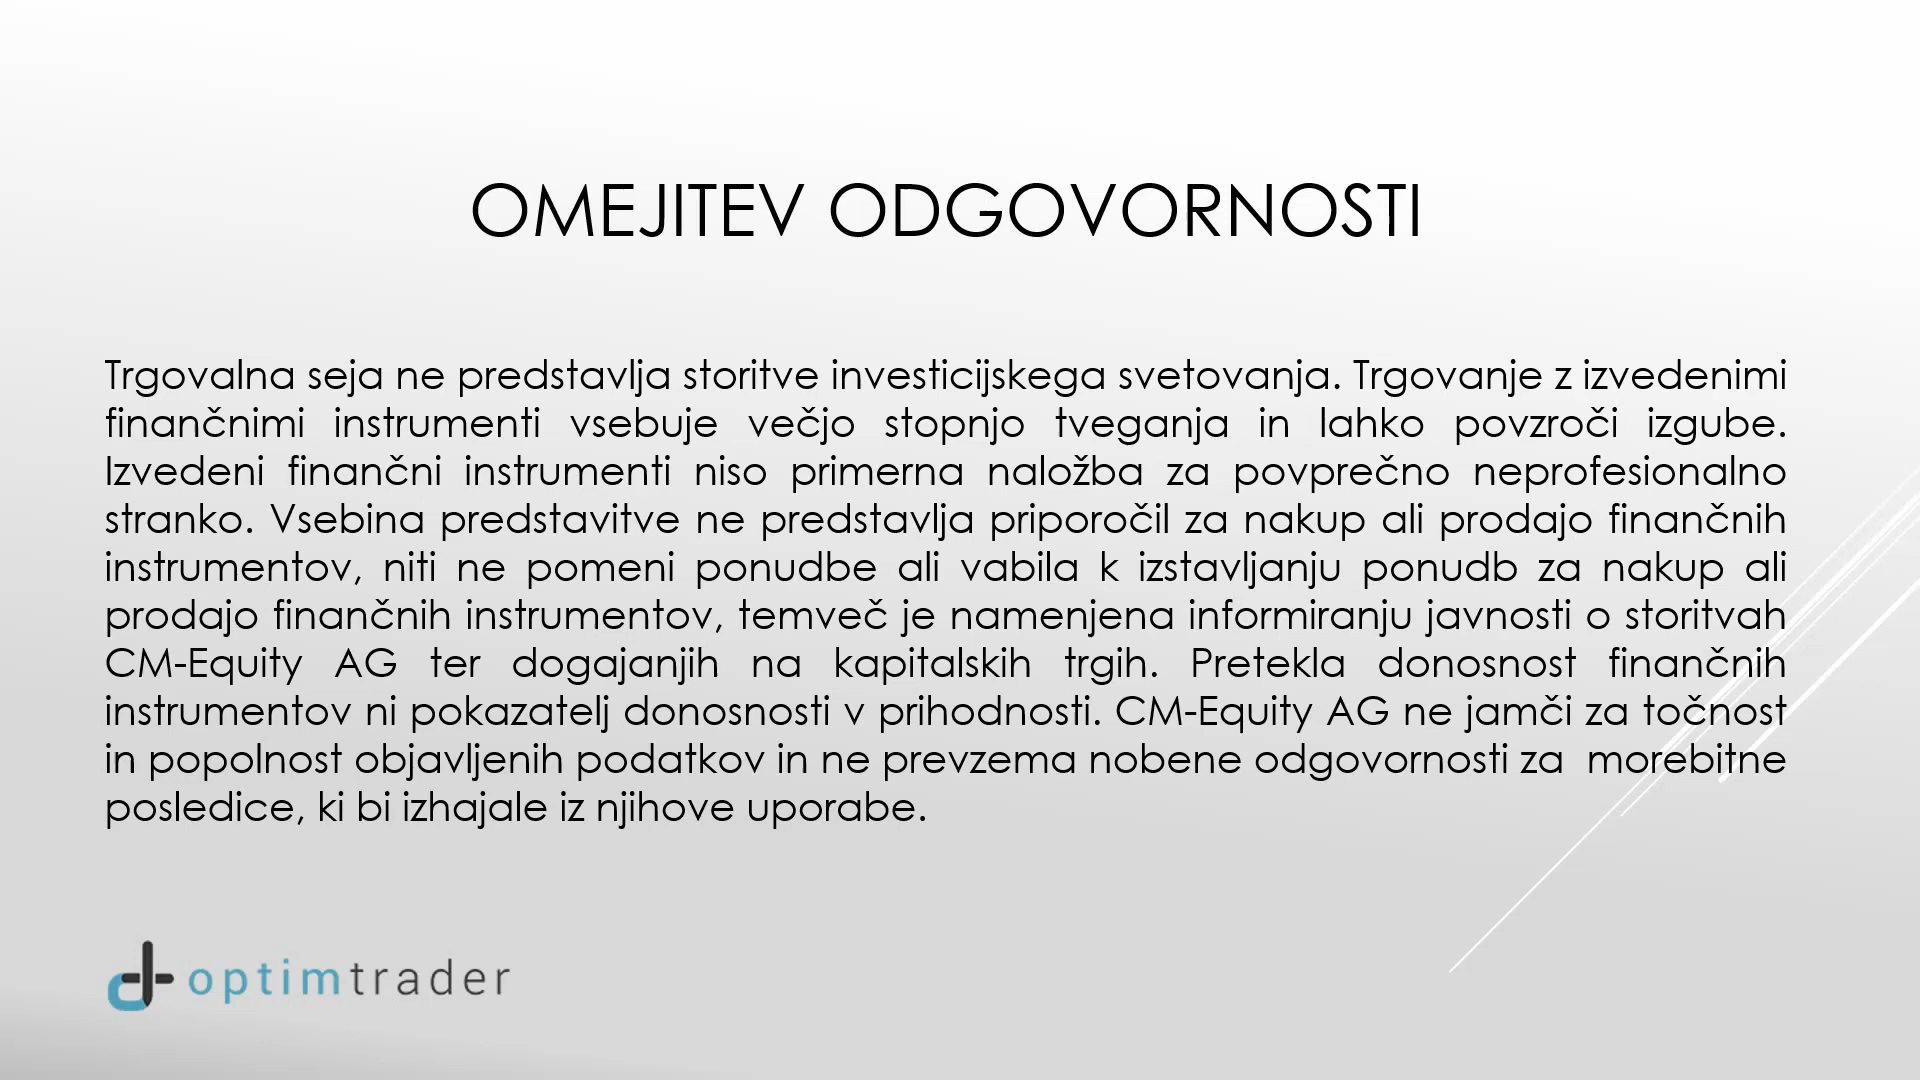 OMEJITEV ODGOVORNOSTI
Trgovalna seja ne predstavlja storitve investicijskega svetovanja. Trgovanje z izvedenimi
finančnimi instrumenti vsebuje večjo stopnjo tveganja in lahko povzroči izgube.
Izvedeni finančni instrumenti niso primerna naložba za povprečno neprofesionalno
stranko. Vsebina predstavitve ne predstavlja priporočil za nakup ali prodajo finančnih
instrumentov, niti ne pomeni ponudbe ali vabila k izstavljanju ponudb za nakup ali
prodajo finančnih instrumentov, temveč je namenjena informiranju javnosti o storitvah
CM-Equity AG ter dogajanjih na kapitalskih trgih. Pretekla donosnost finančnih
instrumentov ni pokazatelj donosnosti v prihodnosti. CM-Equity AG ne jamči za točnost
in popolnost objavljenih podatkov in ne prevzema nobene odgovornosti za  morebitne
posledice, ki bi izhajale iz njihove uporabe.
optimtrader